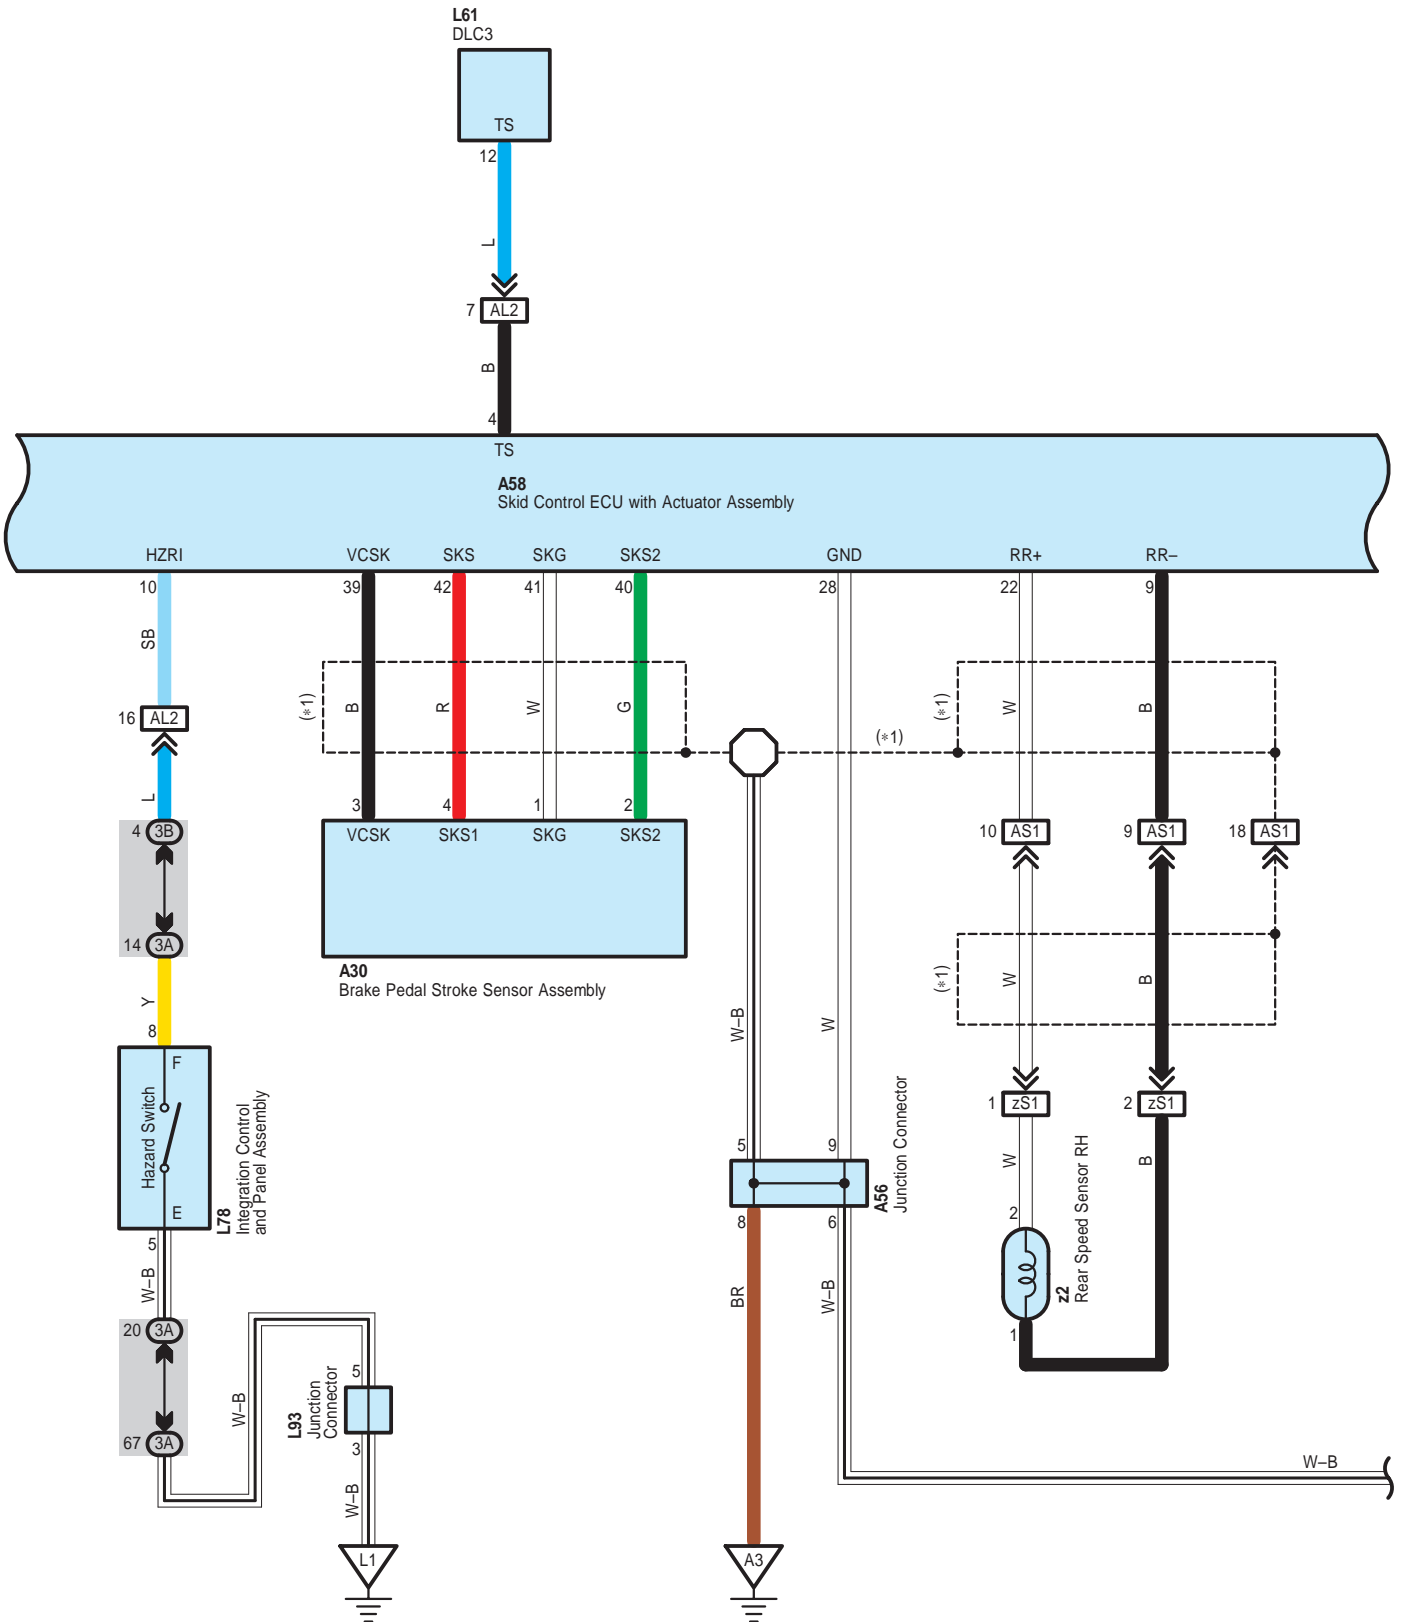 L61
DLC3
TS
12
L
7 AL2
B
4
TS
A58
Skid Control ECU with Actuator Assembly
HZRI VCSK SKS SKG SKS2 GND RR+ RR–
10 39 42 41 40 28 22 9
SB
(*1) B R W G (*1) W B
16 AL2
(*1)
L
3 4 1 2
4 3B
VCSK SKS1 SKG SKS2
10 AS1 9 AS1 18 AS1
14 3A
A30
Brake Pedal Stroke Sensor Assembly
(*1) W B
Y
8
W–B W
F
Hazard Switch
E
L78
Integration Control
and Panel Assembly
1 zS1 2 zS1
5 9
A56
Junction Connector
W B
8 6
2
z2
Rear Speed Sensor RH
1
5
W–B
BR W–B
20 3A
5
W–B
L93
Junction
Connector
67 3A
3
W–B
W–B
L1 A3